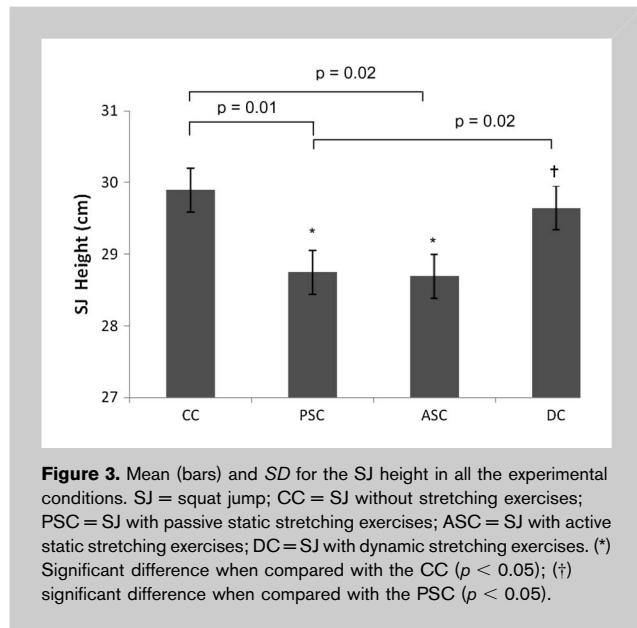 p = 0.02
p = 0.01
p = 0.02
31
30
29
28
27
SJ Height (cm)
*
*
†
CC PSC ASC DC
Figure 3. Mean (bars) and SD for the SJ height in all the experimental
conditions. SJ = squat jump; CC = SJ without stretching exercises;
PSC = SJ with passive static stretching exercises; ASC = SJ with active
static stretching exercises; DC = SJ with dynamic stretching exercises. (*)
Significant difference when compared with the CC (p < 0.05); (†)
significant difference when compared with the PSC (p < 0.05).